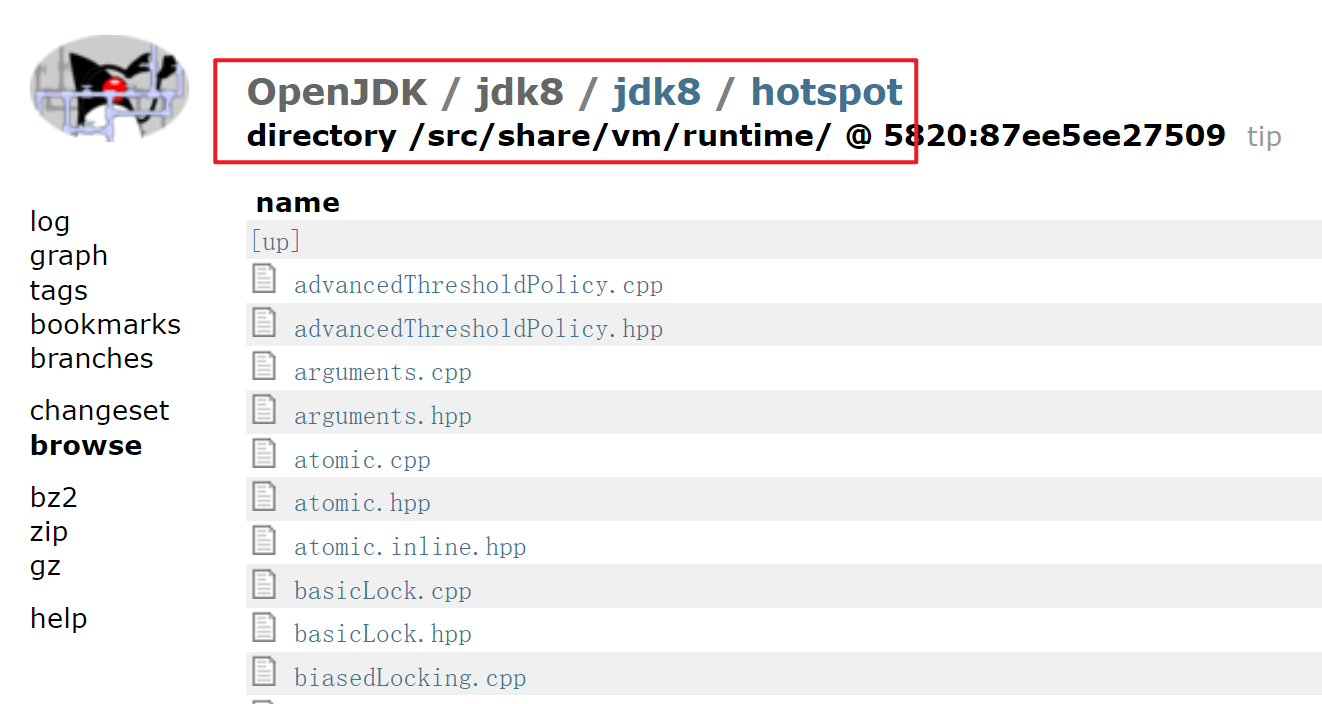 OpenJDK / jdk8 / jdk8 / hotspot
directory /src/share/vm/runtime/ @ 5820:87ee5ee27509 tip
log
graph
tags
bookmarks
branches
changeset
browse
bz2
zip
gz
help
name
[up]
advancedThresholdPolicy.cpp
advancedThresholdPolicy.hpp
arguments.cpp
arguments.hpp
atomic.cpp
atomic.hpp
atomic.inline.hpp
basicLock.cpp
basicLock.hpp
biasedLocking.cpp